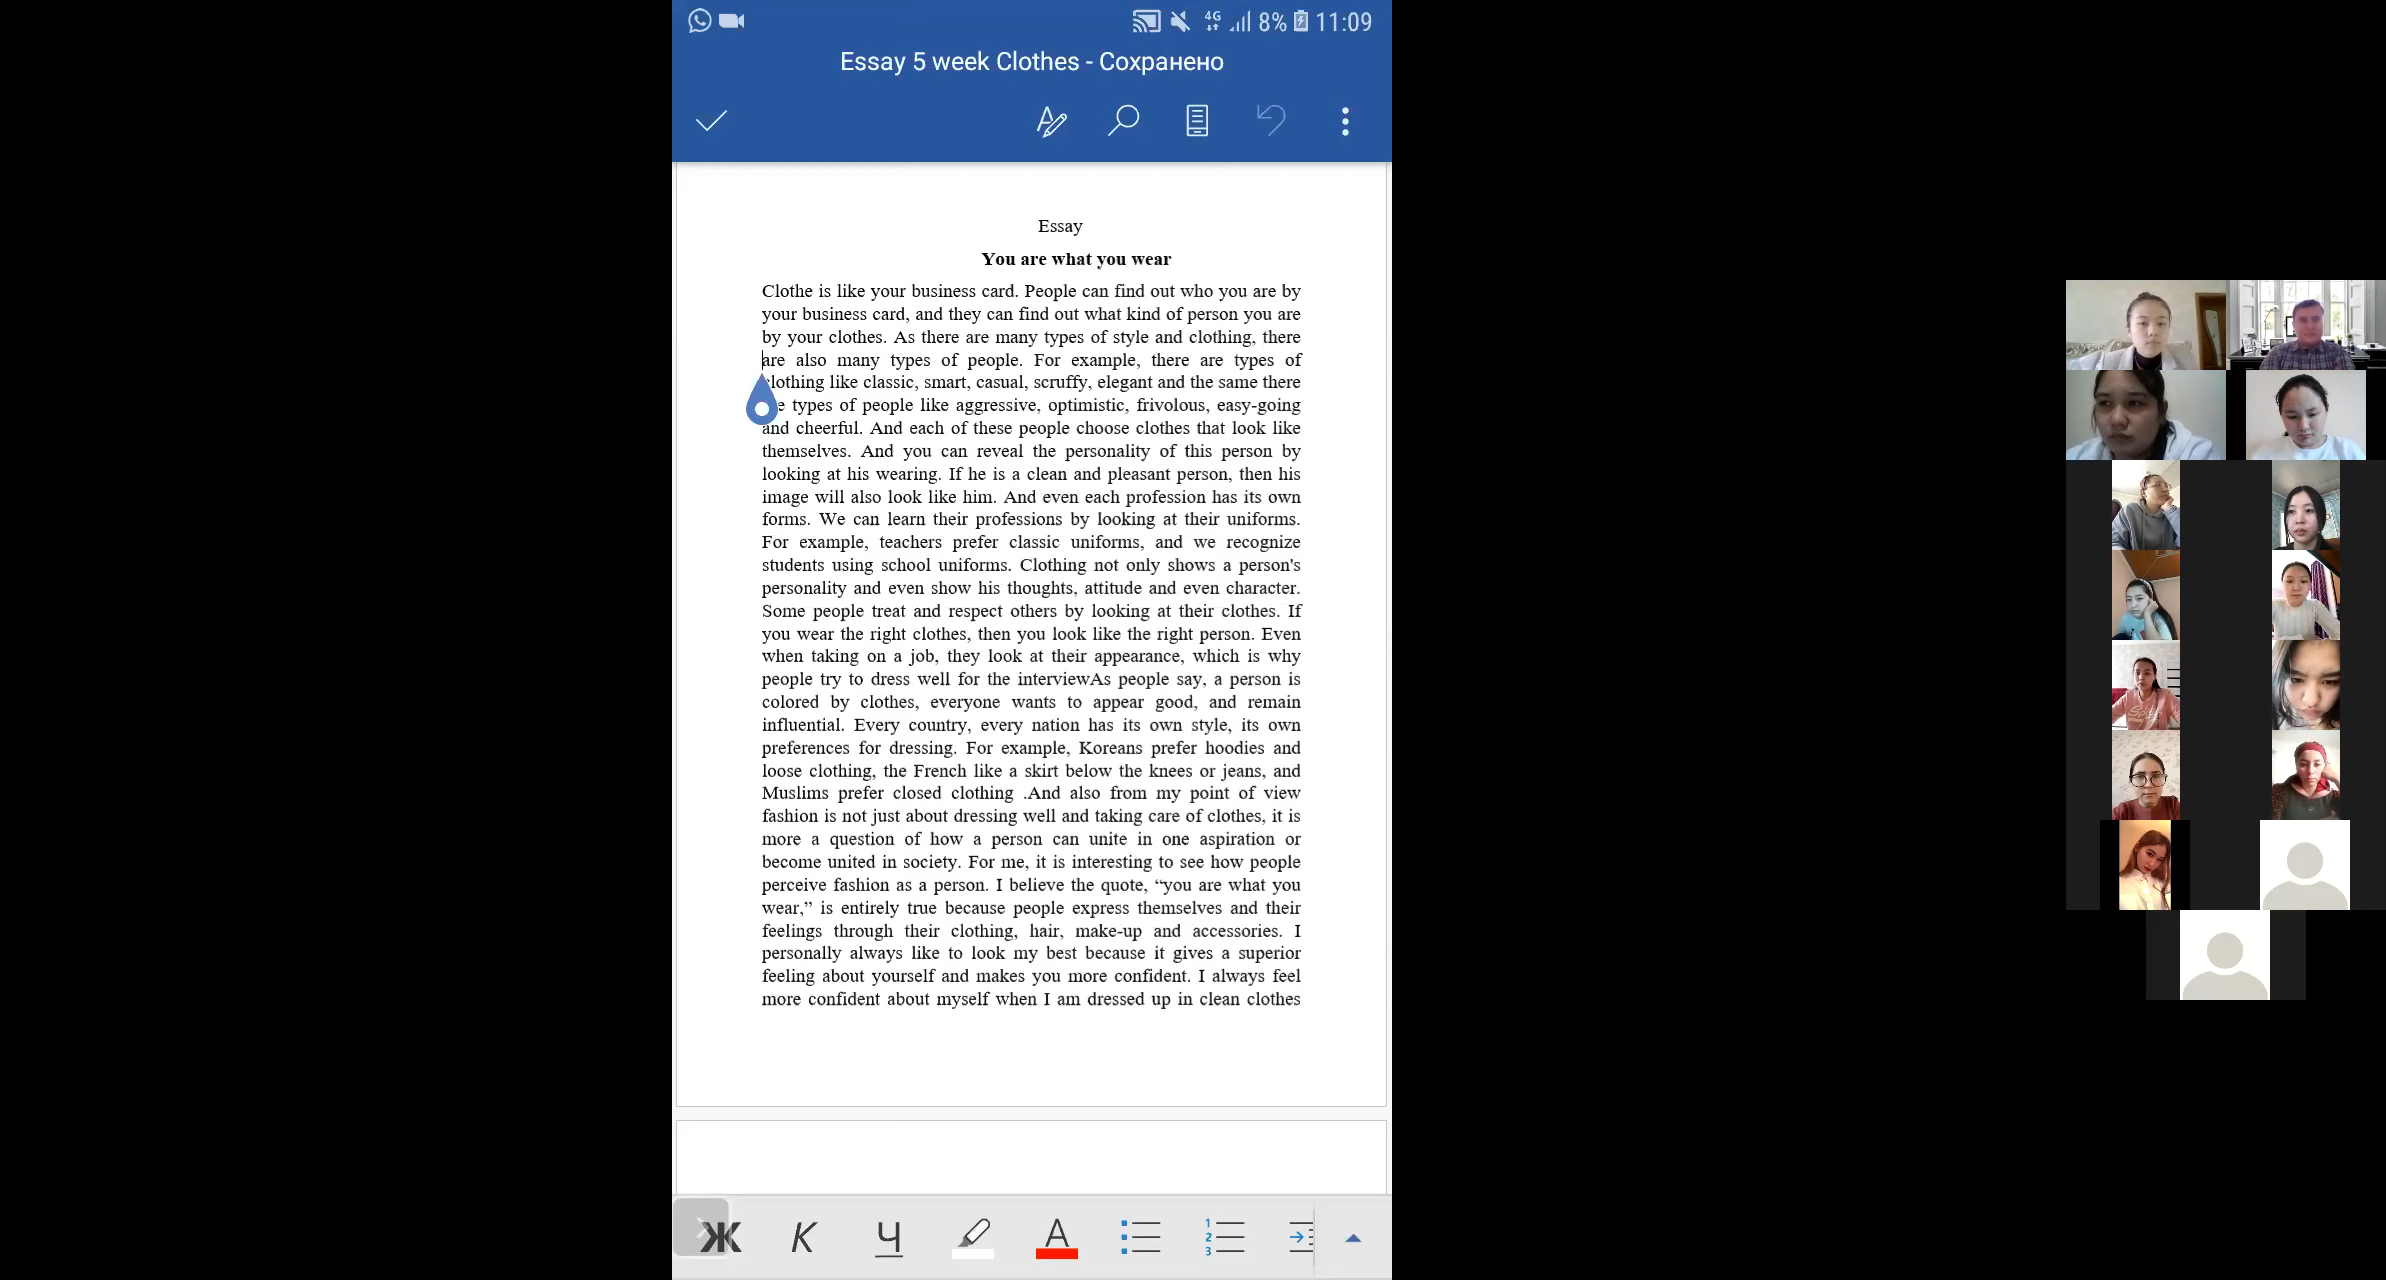 4G 8% 11:09
Essay 5 week Clothes - Сохранено
Essay
You are what you wear
Clothe is like your business card. People can find out who you are by
your business card, and they can find out what kind of person you are
by your clothes. As there are many types of style and clothing, there
are also many types of people. For example, there are types of
clothing like classic, smart, casual, scruffy, elegant and the same there
types of people like aggressive, optimistic, frivolous, easy-going
and cheerful. And each of these people choose clothes that look like
themselves. And you can reveal the personality of this person by
looking at his wearing. If he is a clean and pleasant person, then his
image will also look like him. And even each profession has its own
forms. We can learn their professions by looking at their uniforms.
For example, teachers prefer classic uniforms, and we recognize
students using school uniforms. Clothing not only shows a person's
personality and even show his thoughts, attitude and even character.
Some people treat and respect others by looking at their clothes. If
you wear the right clothes, then you look like the right person. Even
when taking on a job, they look at their appearance, which is why
people try to dress well for the interviewAs people say, a person is
colored by clothes, everyone wants to appear good, and remain
influential. Every country, every nation has its own style, its own
preferences for dressing. For example, Koreans prefer hoodies and
loose clothing, the French like a skirt below the knees or jeans, and
Muslims prefer closed clothing .And also from my point of view
fashion is not just about dressing well and taking care of clothes, it is
more a question of how a person can unite in one aspiration or
become united in society. For me, it is interesting to see how people
perceive fashion as a person. I believe the quote, “you are what you
wear,” is entirely true because people express themselves and their
feelings through their clothing, hair, make-up and accessories. I
personally always like to look my best because it gives a superior
feeling about yourself and makes you more confident. I always feel
more confident about myself when I am dressed up in clean clothes
Ж К Ч А